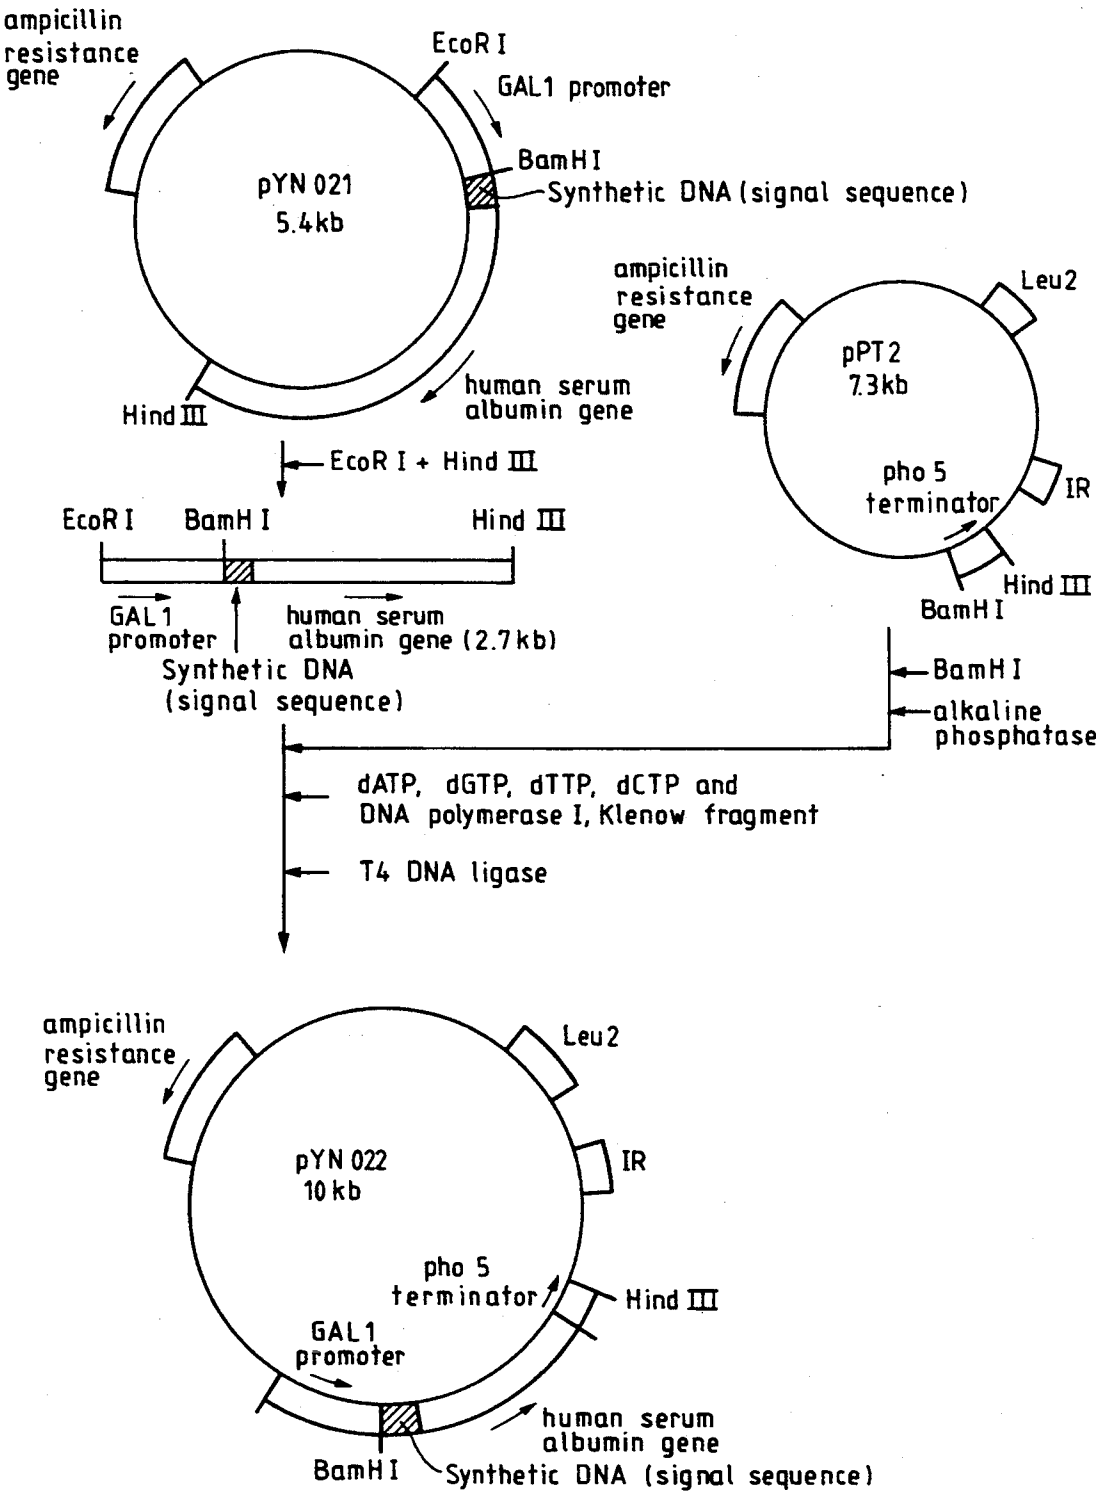 ampicillin
resistance
gene
EcoR I
GAL1 promoter
BamH I
Synthetic DNA (signal sequence)
pYN 021
5.4kb
human serum
albumin gene
Hind III
ampicillin
resistance
gene
Leu2
pPT 2
7.3kb
pho 5
terminator
IR
Hind III
BamH I
EcoR I + Hind III
EcoR I
BamH I
Hind III
GAL1
promoter
human serum
albumin gene (2.7kb)
Synthetic DNA
(signal sequence)
BamH I
alkaline
phosphatase
dATP, dGTP, dTTP, dCTP and
DNA polymerase I, Klenow fragment
T4 DNA ligase
ampicillin
resistance
gene
Leu2
pYN 022
10 kb
IR
pho 5
terminator
Hind III
GAL1
promoter
human serum
albumin gene
BamH I
Synthetic DNA (signal sequence)